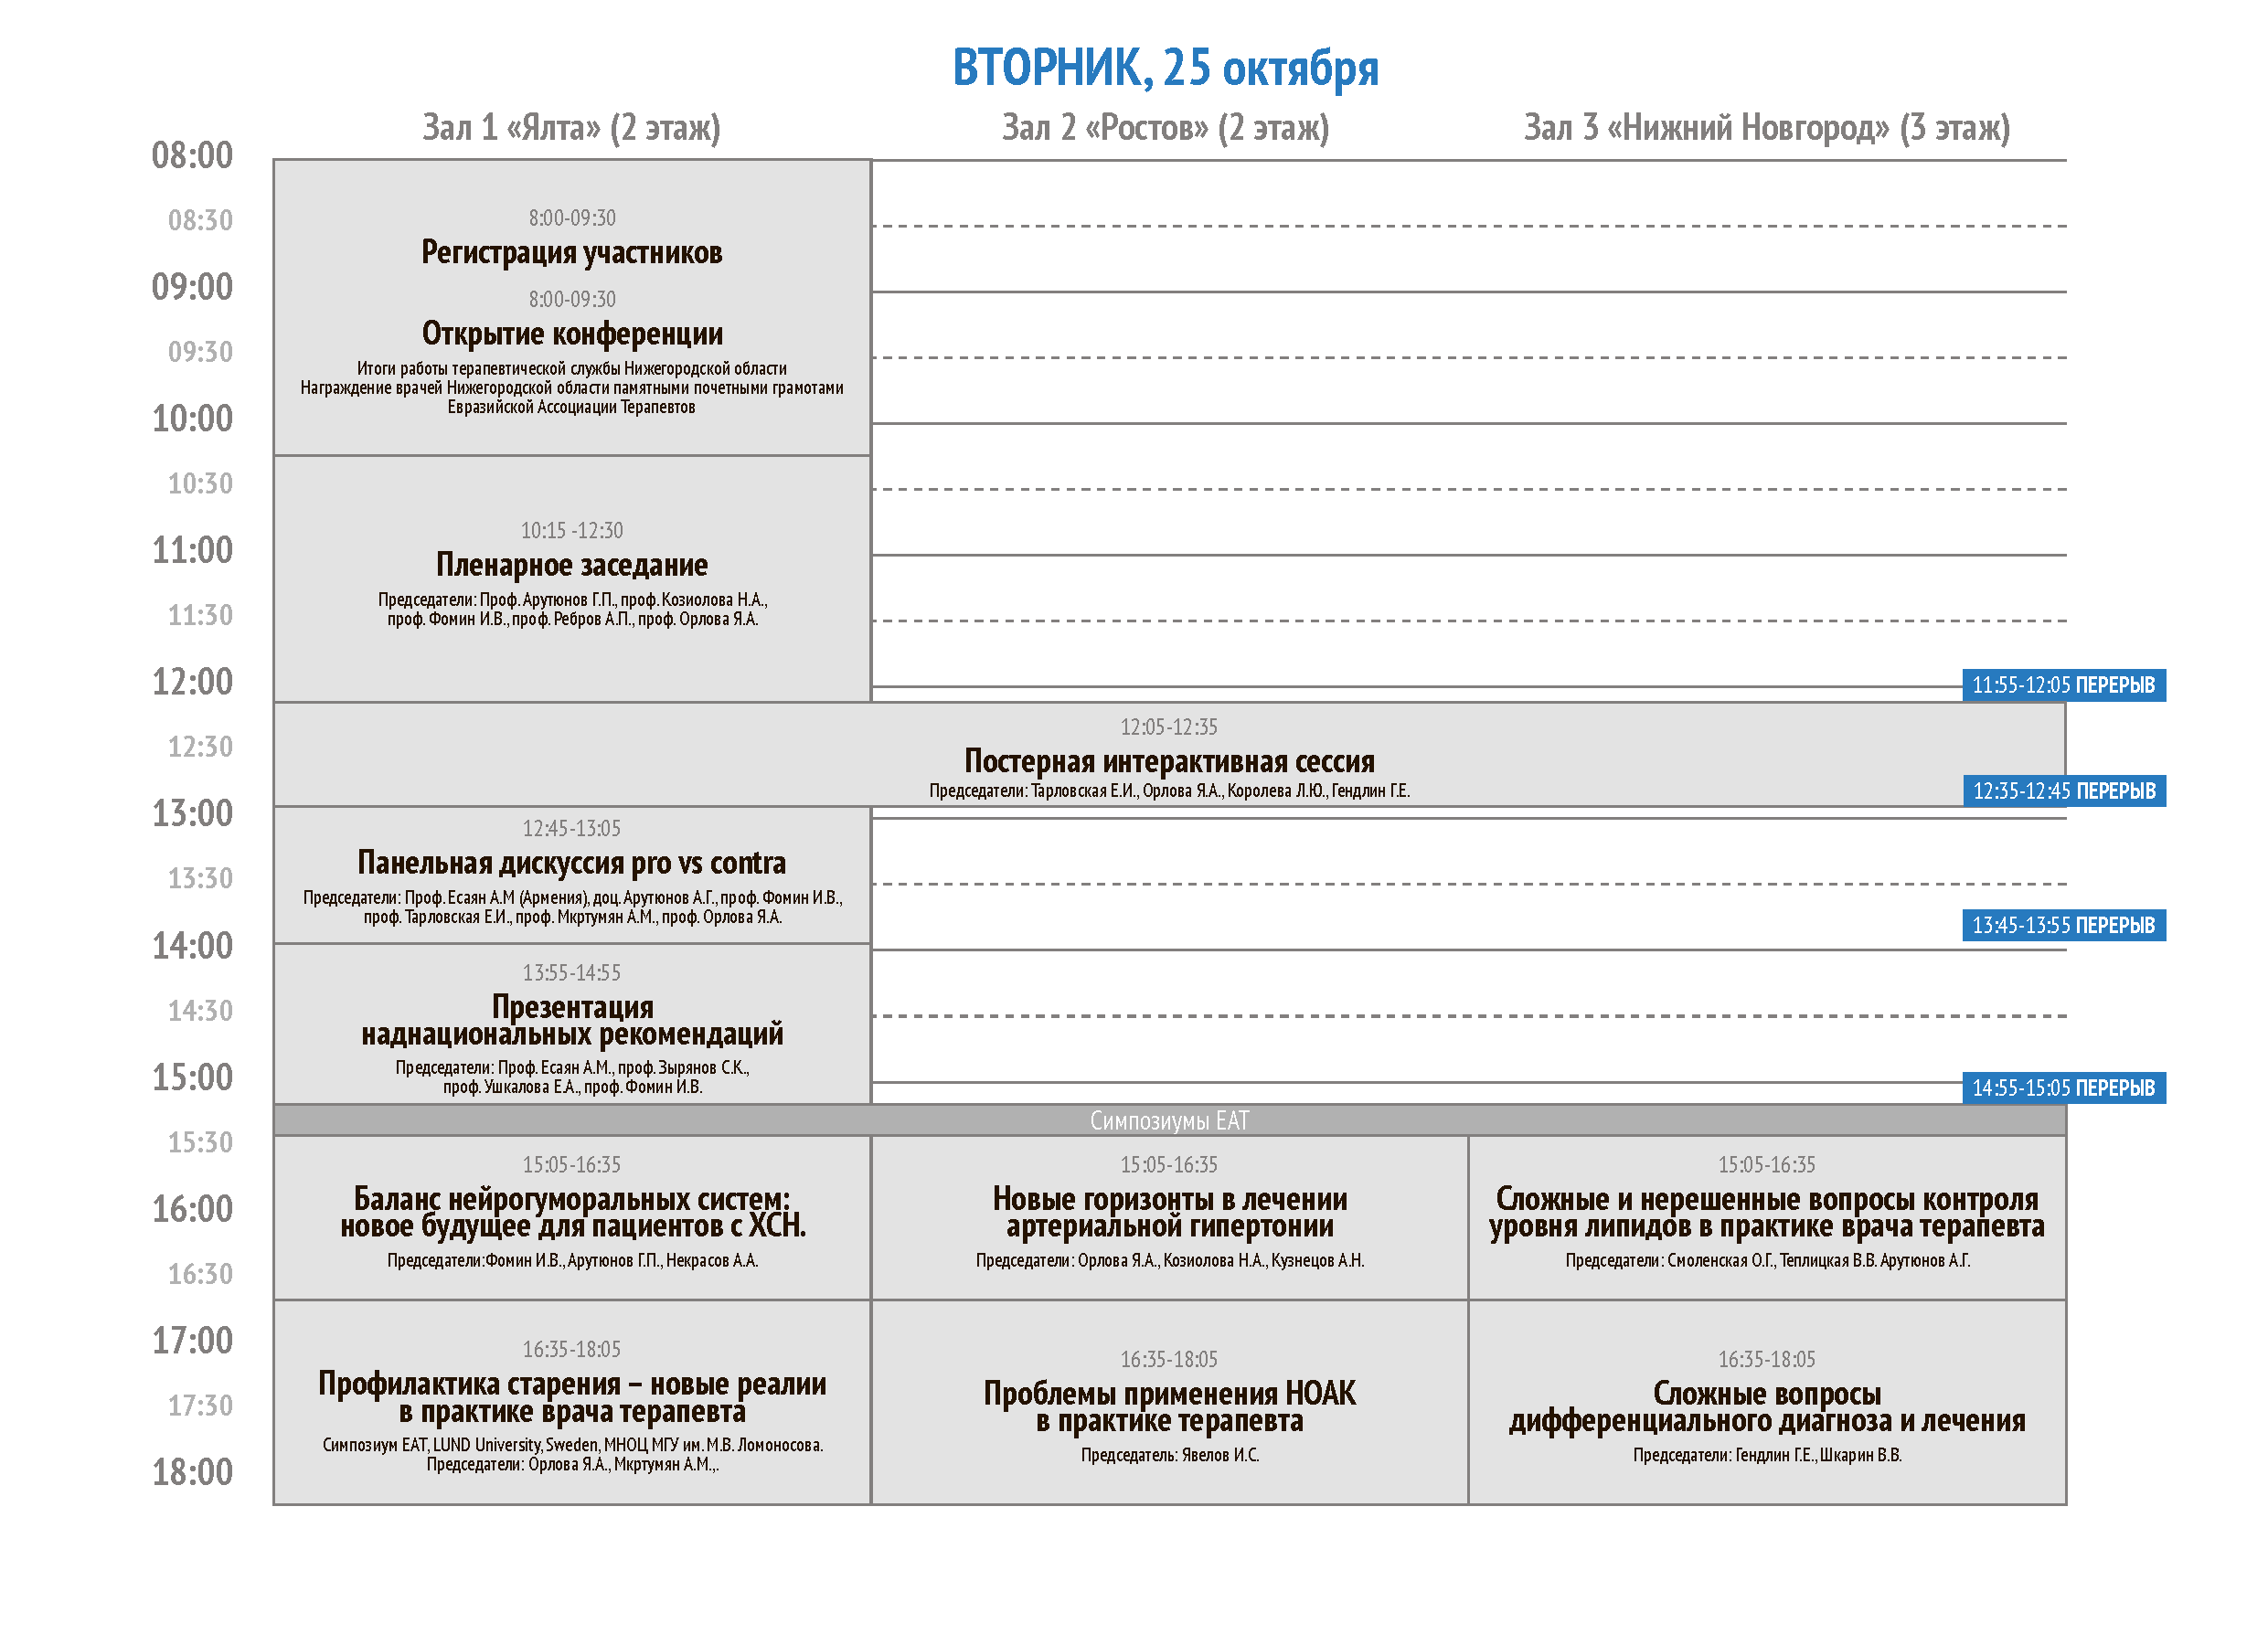 ВТОРНИК, 25 октября
Зал 1 «Ялта» (2 этаж)
Зал 2 «Ростов» (2 этаж)
Зал 3 «Нижний Новгород» (3 этаж)
08:00
08:30
8:00-09:30
Регистрация участников
09:00
8:00-09:30
Открытие конференции
09:30
Итоги работы терапевтической службы Нижегородской области
Награждение врачей Нижегородской области памятными почетными грамотами
Евразийской Ассоциации Терапевтов
10:00
10:30
10:15 -12:30
11:00
Пленарное заседание
Председатели: Проф. Арутюнов Г.П., проф. Козиолова Н.А.,
проф. Фомин И.В., проф. Ребров А.П., проф. Орлова Я.А.
11:30
12:00
11:55-12:05 ПЕРЕРЫВ
12:05-12:35
12:30
Постерная интерактивная сессия
Председатели: Тарловская Е.И., Орлова Я.А., Королева Л.Ю., Гендлин Г.Е.
12:35-12:45 ПЕРЕРЫВ
13:00
12:45-13:05
Панельная дискуссия pro vs contra
13:30
Председатели: Проф. Есаян А.М (Армения), доц. Арутюнов А.Г., проф. Фомин И.В.,
проф. Тарловская Е.И., проф. Мкртумян А.М., проф. Орлова Я.А.
13:45-13:55 ПЕРЕРЫВ
14:00
13:55-14:55
14:30
Презентация
наднациональных рекомендаций
Председатели: Проф. Есаян А.М., проф. Зырянов С.К.,
проф. Ушкалова Е.А., проф. Фомин И.В.
15:00
14:55-15:05 ПЕРЕРЫВ
Симпозиумы ЕАТ
15:30
15:05-16:35
Баланс нейрогуморальных систем:
новое будущее для пациентов с ХСН.
Председатели:Фомин И.В., Арутюнов Г.П., Некрасов А.А.
15:05-16:35
Новые горизонты в лечении
артериальной гипертонии
Председатели: Орлова Я.А., Козиолова Н.А., Кузнецов А.Н.
15:05-16:35
Сложные и нерешенные вопросы контроля
уровня липидов в практике врача терапевта
Председатели: Смоленская О.Г., Теплицкая В.В. Арутюнов А.Г.
16:00
16:30
17:00
16:35-18:05
Профилактика старения – новые реалии
в практике врача терапевта
Симпозиум ЕАТ, LUND University, Sweden, МНОЦ МГУ им. М.В. Ломоносова.
Председатели: Орлова Я.А., Мкртумян А.М.,.
16:35-18:05
Проблемы применения НОАК
в практике терапевта
Председатель: Явелов И.С.
16:35-18:05
Сложные вопросы
дифференциального диагноза и лечения
Председатели: Гендлин Г.Е., Шкарин В.В.
17:30
18:00